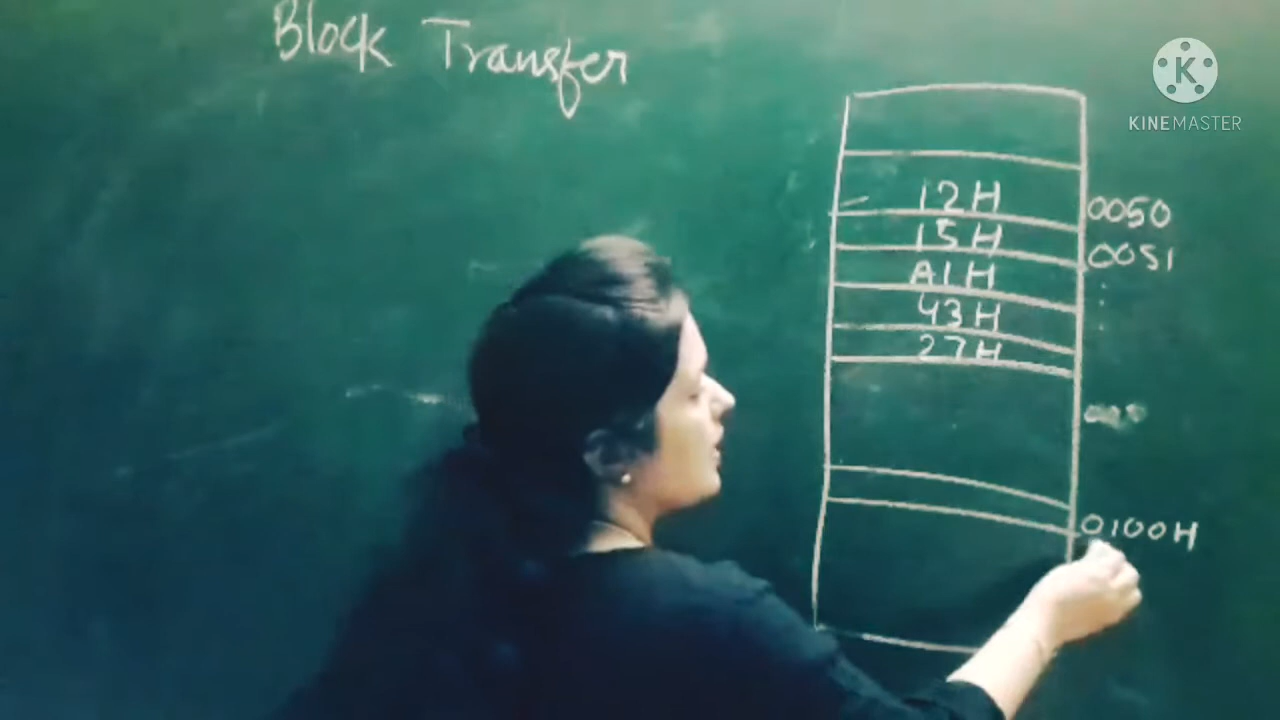 Block Transfer
12H 0050
15H 0051
A1H
43H
27H
0100H
K
KINEMASTER